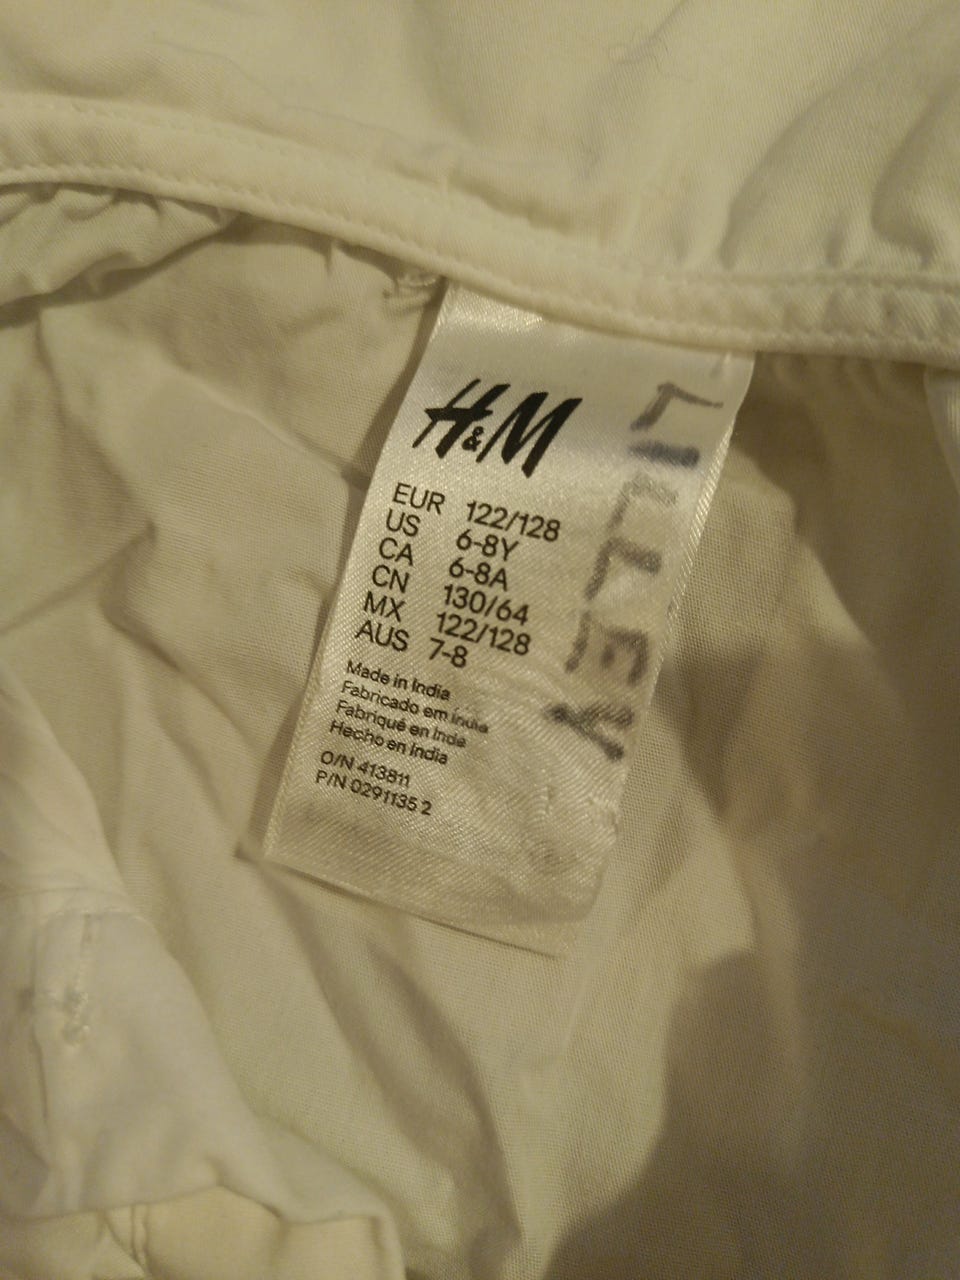 H&M
EUR 122/128
US 6-8Y
CA 6-8A
CN 130/64
MX 122/128
AUS 7-8
Made in India
Fabricado em India
Fabriqué en Inde
Hecho en India
O/N 413811
P/N 0291135 2
LILLEY